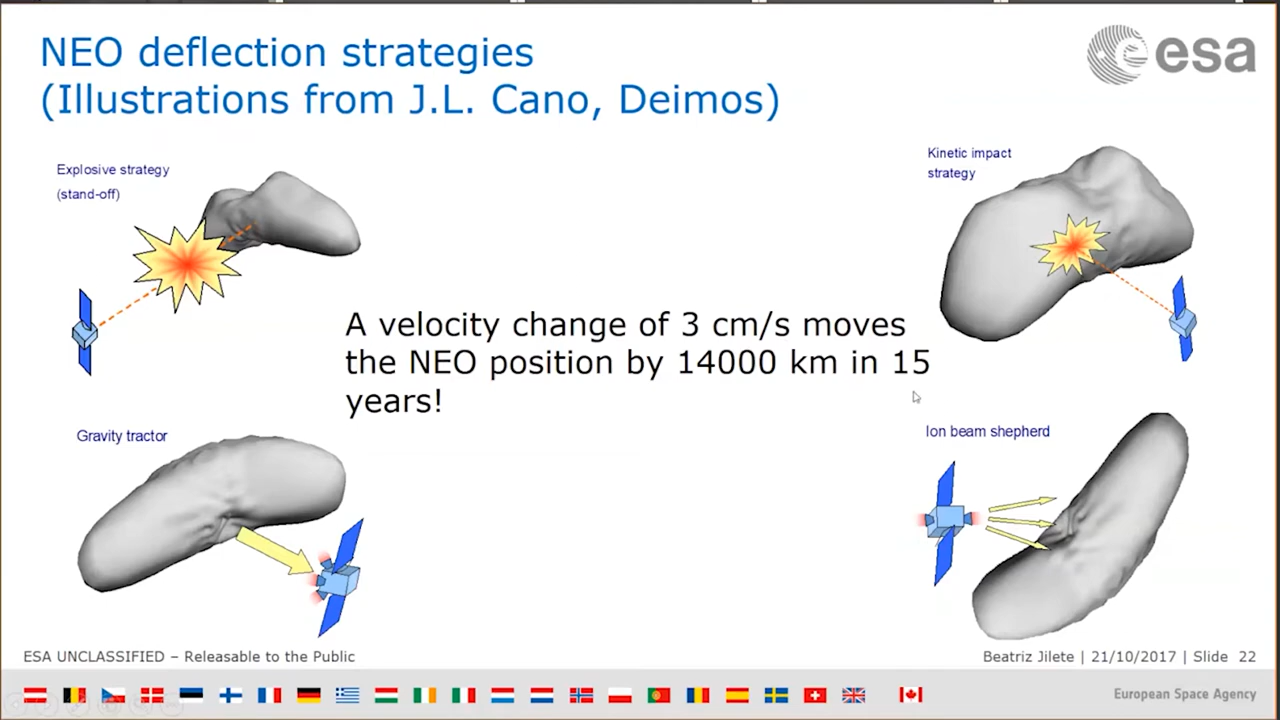 NEO deflection strategies
(Illustrations from J.L. Cano, Deimos)
esa
Explosive strategy
(stand-off)
Kinetic impact
strategy
A velocity change of 3 cm/s moves
the NEO position by 14000 km in 15
years!
Gravity tractor
Ion beam shepherd
ESA UNCLASSIFIED – Releasable to the Public
Beatriz Jilete | 21/10/2017 | Slide 22
European Space Agency